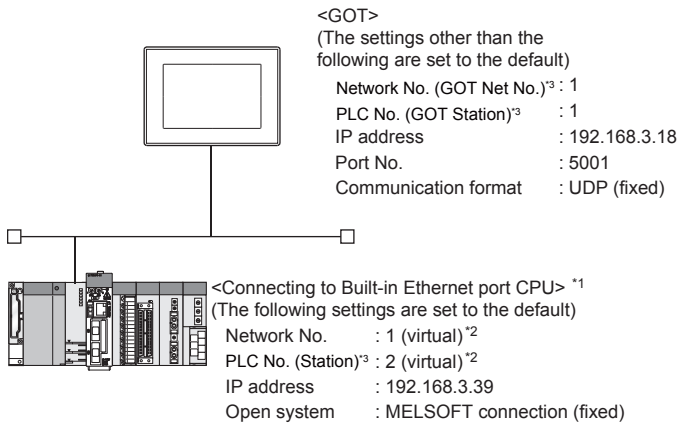 <GOT>
(The settings other than the
following are set to the default)
Network No. (GOT Net No.)*3 : 1
PLC No. (GOT Station)*3 : 1
IP address : 192.168.3.18
Port No. : 5001
Communication format : UDP (fixed)
<Connecting to Built-in Ethernet port CPU> *1
(The following settings are set to the default)
Network No. : 1 (virtual)*2
PLC No. (Station)*3 : 2 (virtual)*2
IP address : 192.168.3.39
Open system : MELSOFT connection (fixed)